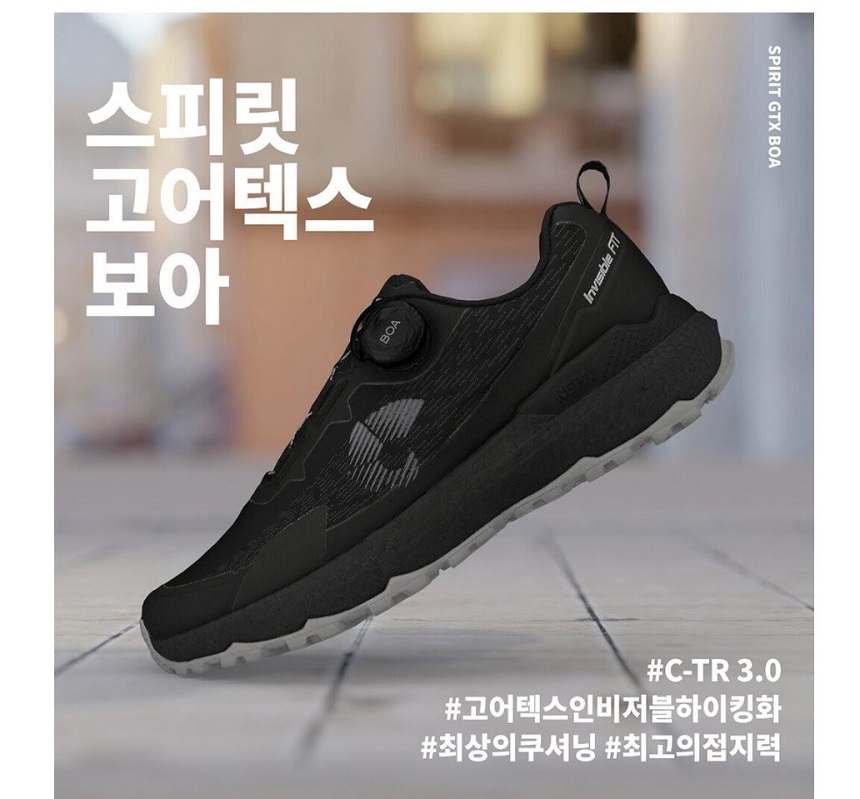 스피릿
고어텍스
보아
SPIRIT GTX BOA
Invisible FIT
BOA
#C-TR 3.0
#고어텍스인비저블하이킹화
#최상의쿠셔닝 #최고의접지력